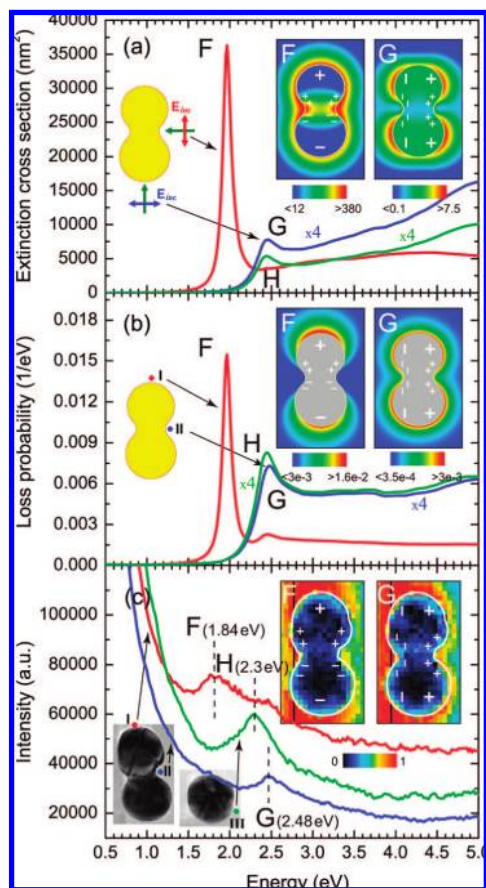 Extinction cross section (nm²)
40000
35000
30000
25000
20000
15000
10000
5000
0
(a)
F
E_inc
E_inc
G
H
x4
x4
F
+
+ +
- -
−
<12 >380
G
| +
| +
| +
| +
<0.1 >7.5
Loss probability (1/eV)
0.018
0.015
0.012
0.009
0.006
0.003
0.000
(b)
F
I
II
H
x4
G
x4
F
+
+ +
− −
−
<3e-3 >1.6e-2
G
| +
| +
| +
| +
<3.5e-4 >3e-3
Intensity (a.u.)
100000
80000
60000
40000
20000
(c)
F(1.84eV)
H(2.3eV)
G(2.48eV)
I
II
III
F
+
+ +
− −
−
G
| +
| +
| +
| +
0 1
0.5 1.0 1.5 2.0 2.5 3.0 3.5 4.0 4.5 5.0
Energy (eV)